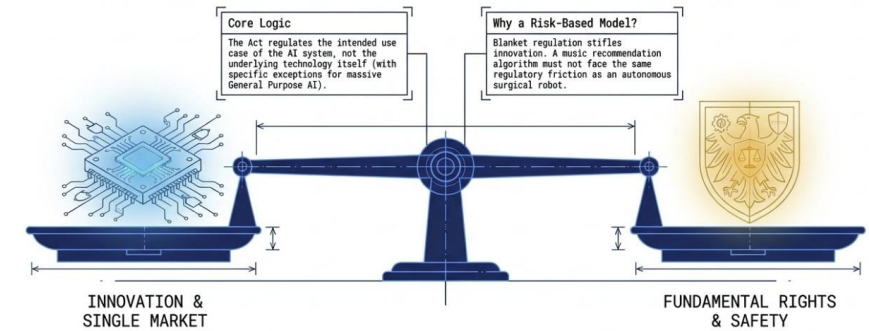 Core Logic
The Act regulates the intended use
case of the AI system, not the
underlying technology itself (with
specific exceptions for massive
General Purpose AI).
Why a Risk-Based Model?
Blanket regulation stifles
innovation. A music recommendation
algorithm must not face the same
regulatory friction as an autonomous
surgical robot.
INNOVATION &
SINGLE MARKET
FUNDAMENTAL RIGHTS
& SAFETY